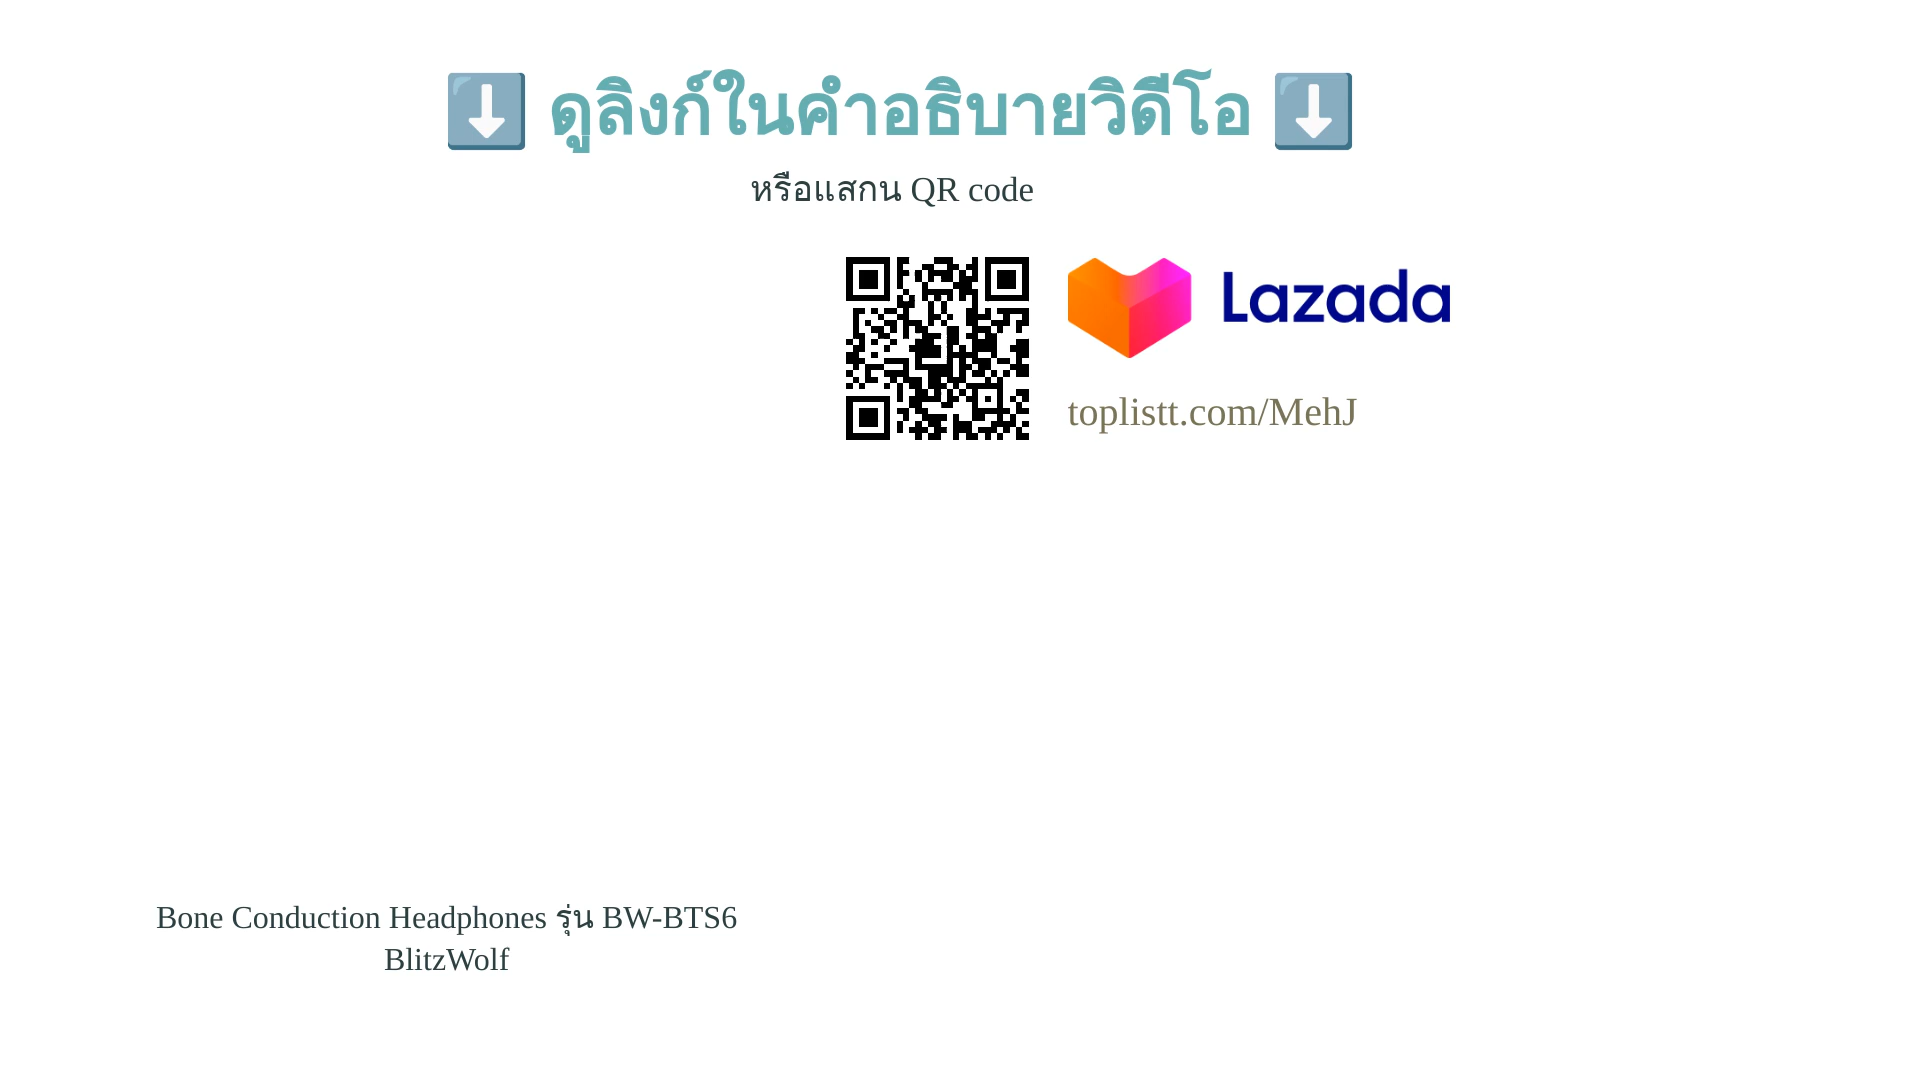 ⬇️ ดูลิงก์ในคำอธิบายวิดีโอ ⬇️
หรือแสกน QR code
Lazada
toplistt.com/MehJ
Bone Conduction Headphones รุ่น BW-BTS6
BlitzWolf